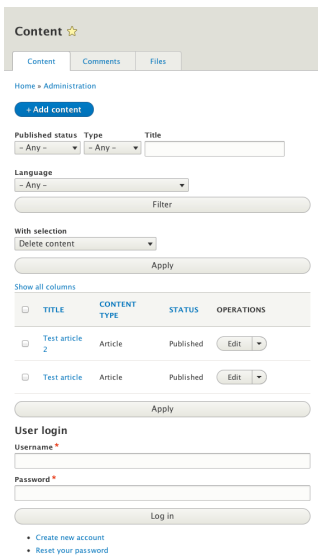 Content
Content Comments Files
Home » Administration
+ Add content
Published status Type Title
– Any – – Any –
Language
– Any –
Filter
With selection
Delete content
Apply
Show all columns
TITLE CONTENT TYPE STATUS OPERATIONS
Test article 2 Article Published Edit
Test article Article Published Edit
Apply
User login
Username *
Password *
Log in
• Create new account
• Reset your password